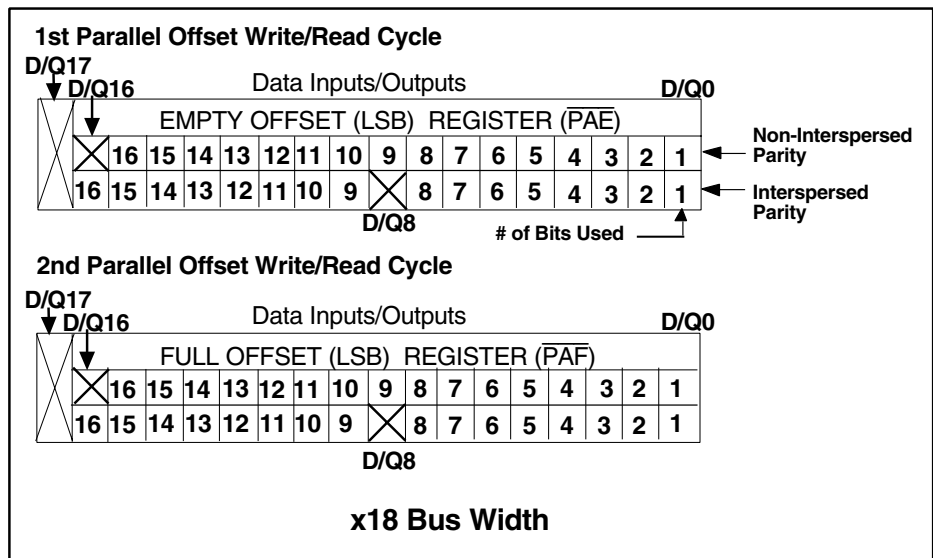 1st Parallel Offset Write/Read Cycle
D/Q17
D/Q16
Data Inputs/Outputs
D/Q0
EMPTY OFFSET (LSB) REGISTER (P̅A̅E̅)
16 15 14 13 12 11 10 9 8 7 6 5 4 3 2 1
Non-Interspersed
Parity
16 15 14 13 12 11 10 9 8 7 6 5 4 3 2 1
Interspersed
Parity
D/Q8
# of Bits Used
2nd Parallel Offset Write/Read Cycle
D/Q17
D/Q16
Data Inputs/Outputs
D/Q0
FULL OFFSET (LSB) REGISTER (P̅A̅F̅)
16 15 14 13 12 11 10 9 8 7 6 5 4 3 2 1
16 15 14 13 12 11 10 9 8 7 6 5 4 3 2 1
D/Q8
x18 Bus Width